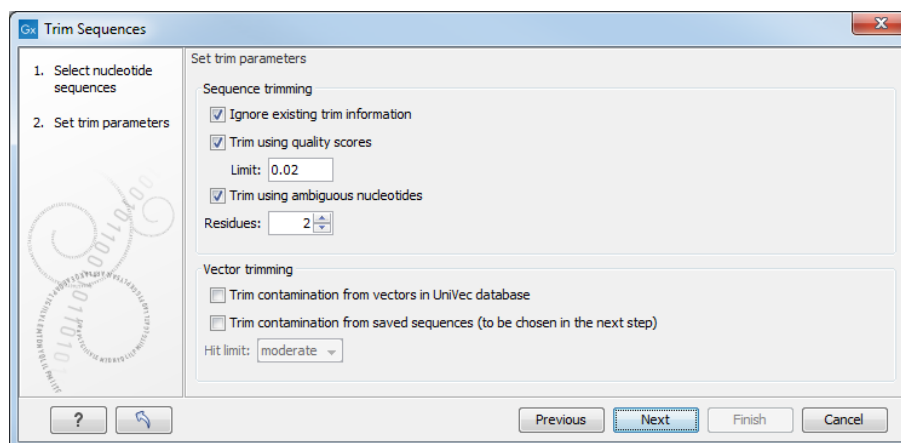 Gx Trim Sequences
1. Select nucleotide
sequences
2. Set trim parameters
Set trim parameters
Sequence trimming
Ignore existing trim information
Trim using quality scores
Limit: 0.02
Trim using ambiguous nucleotides
Residues: 2
Vector trimming
Trim contamination from vectors in UniVec database
Trim contamination from saved sequences (to be chosen in the next step)
Hit limit: moderate
?
Previous
Next
Finish
Cancel